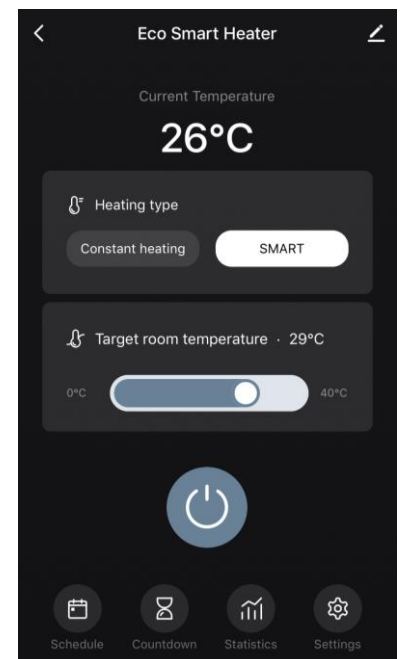 Eco Smart Heater
Current Temperature
26°C
Heating type
Constant heating SMART
Target room temperature · 29°C
0°C 40°C
Schedule Countdown Statistics Settings